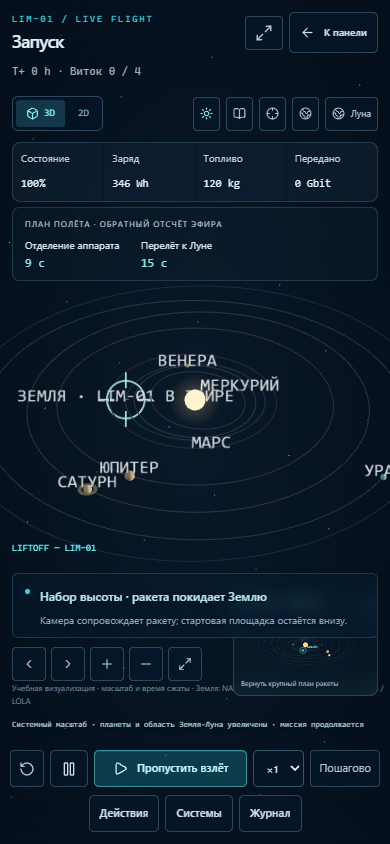 LIM-01 / LIVE FLIGHT
Запуск
К панели
T+ 0 h · Виток 0 / 4
3D 2D Луна
Состояние Заряд Топливо Передано
100% 346 Wh 120 kg 0 Gbit
ПЛАН ПОЛЁТА · ОБРАТНЫЙ ОТСЧЁТ ЭФИРА
Отделение аппарата Перелёт к Луне
9 с 15 с
ВЕНЕРА
МЕРКУРИЙ
ЗЕМЛЯ · LIM-01 В
МАРС
ЮПИТЕР
УРА
САТУРН
LIFTOFF — LIM-01
Набор высоты · ракета покидает Землю
Камера сопровождает ракету; стартовая площадка остаётся внизу.
Вернуть крупный план ракеты
Учебная визуализация · масштаб и время сжаты · Земля: NA
/
LOLA
Системный масштаб · планеты и область Земля-Луна увеличены · миссия продолжается
Пропустить взлёт ×1 Пошагово
Действия Системы Журнал